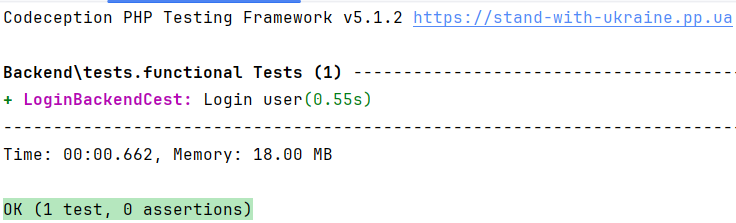 Codeception PHP Testing Framework v5.1.2 https://stand-with-ukraine.pp.ua
Backend\tests.functional Tests (1) --------------------------------------
+ LoginBackendCest: Login user(0.55s)
-------------------------------------------------------------------------
Time: 00:00.662, Memory: 18.00 MB
OK (1 test, 0 assertions)